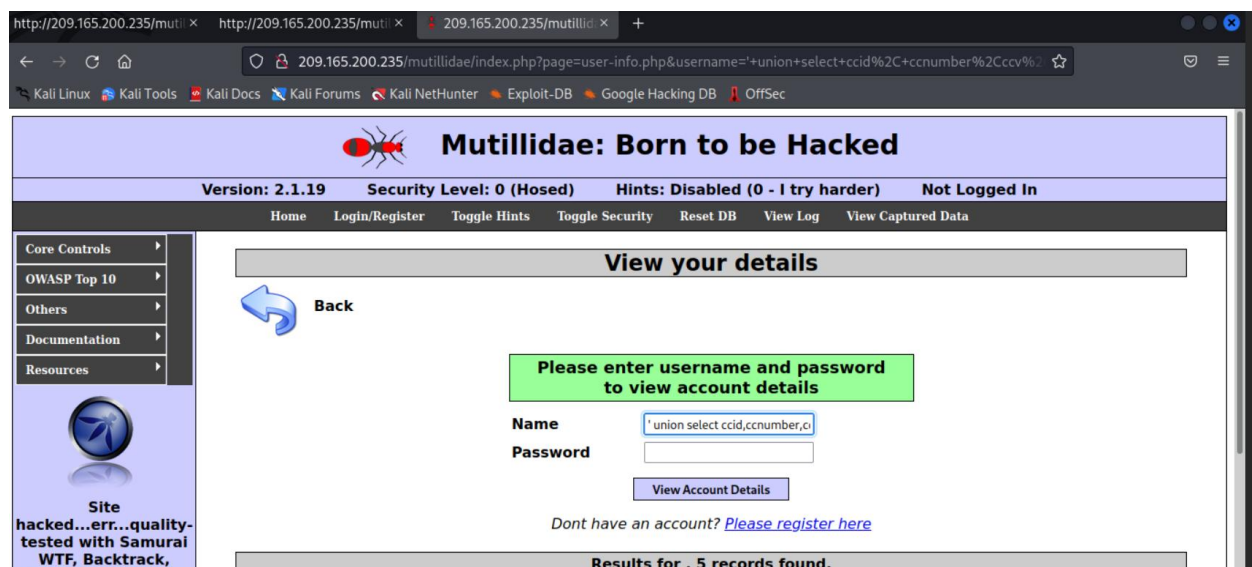 http://209.165.200.235/mutil
http://209.165.200.235/mutil
209.165.200.235/mutillid
209.165.200.235/mutillidae/index.php?page=user-info.php&username='+union+select+ccid%2C+ccnumber%2Cccv%2
Kali Linux Kali Tools Kali Docs Kali Forums Kali NetHunter Exploit-DB Google Hacking DB OffSec
Mutillidae: Born to be Hacked
Version: 2.1.19 Security Level: 0 (Hosed) Hints: Disabled (0 - I try harder) Not Logged In
Home Login/Register Toggle Hints Toggle Security Reset DB View Log View Captured Data
Core Controls
OWASP Top 10
Others
Documentation
Resources
Site
hacked...err...quality-
tested with Samurai
WTF, Backtrack,
View your details
Back
Please enter username and password
to view account details
Name ' union select ccid,ccnumber,c
Password
View Account Details
Dont have an account? Please register here
Results for . 5 records found.